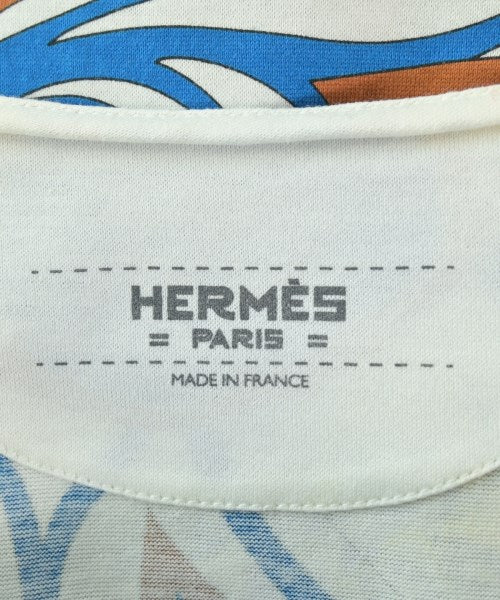 HERMÈS
= PARIS =
MADE IN FRANCE